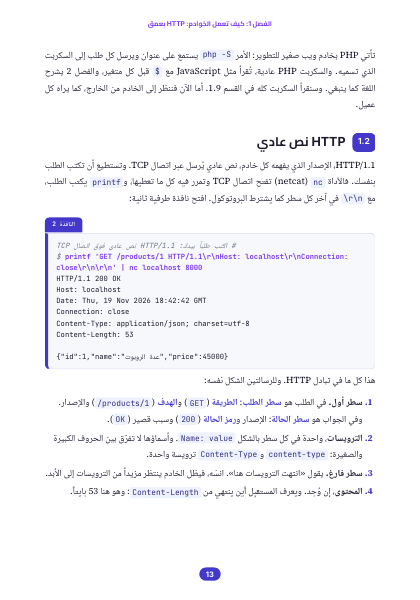 الفصل 1: كيف تعمل الخوادم: HTTP بعمق
تأتي PHP بخادم ويب صغير للتطوير: الأمر php -S يستمع على عنوان ويرسل كل طلب إلى السكربت
الذي تسميه. والسكربت PHP عادية، تُقرأ مثل JavaScript مع $ قبل كل متغير، والفصل 2 يشرح
اللغة كما ينبغي. وسنقرأ السكربت كله في القسم 1.9. أما الآن فننظر إلى الخادم من الخارج، كما يراه كل
عميل.
1.2 HTTP نص عادي
HTTP/1.1، الإصدار الذي يفهمه كل خادم، نص عادي يُرسل عبر اتصال TCP. وتستطيع أن تكتب الطلب
بنفسك. فالأداة nc (netcat) تفتح اتصال TCP وتمرر فيه كل ما تعطيها، و printf يكتب الطلب،
مع \r\n في آخر كل سطر كما يشترط البروتوكول. افتح نافذة طرفية ثانية:
النافذة 2
# اكتب طلبًا بيدك: HTTP/1.1 نص عادي فوق اتصال TCP
$ printf 'GET /products/1 HTTP/1.1\r\nHost: localhost\r\nConnection:
close\r\n\r\n' | nc localhost 8000
HTTP/1.1 200 OK
Host: localhost
Date: Thu, 19 Nov 2026 18:42:42 GMT
Connection: close
Content-Type: application/json; charset=utf-8
Content-Length: 53
{"id":1,"name":"عدة الروبوت","price":45000}
هذا كل ما في تبادل HTTP. وللرسالتين الشكل نفسه:
1. سطر أول. في الطلب هو سطر الطلب: الطريقة (GET) والهدف (/products/1) والإصدار.
وفي الجواب هو سطر الحالة: الإصدار ورمز الحالة (200) وسبب قصير (OK).
2. الترويسات، واحدة في كل سطر بالشكل Name: value. وأسماؤها لا تفرّق بين الحروف الكبيرة
والصغيرة: content-type و Content-Type ترويسة واحدة.
3. سطر فارغ، يقول «انتهت الترويسات هنا». انسَه، فيظل الخادم ينتظر مزيداً من الترويسات إلى الأبد.
4. المحتوى، إن وُجد. ويعرف المستقبِل أين ينتهي من Content-Length: وهو هنا 53 بايتاً.
13